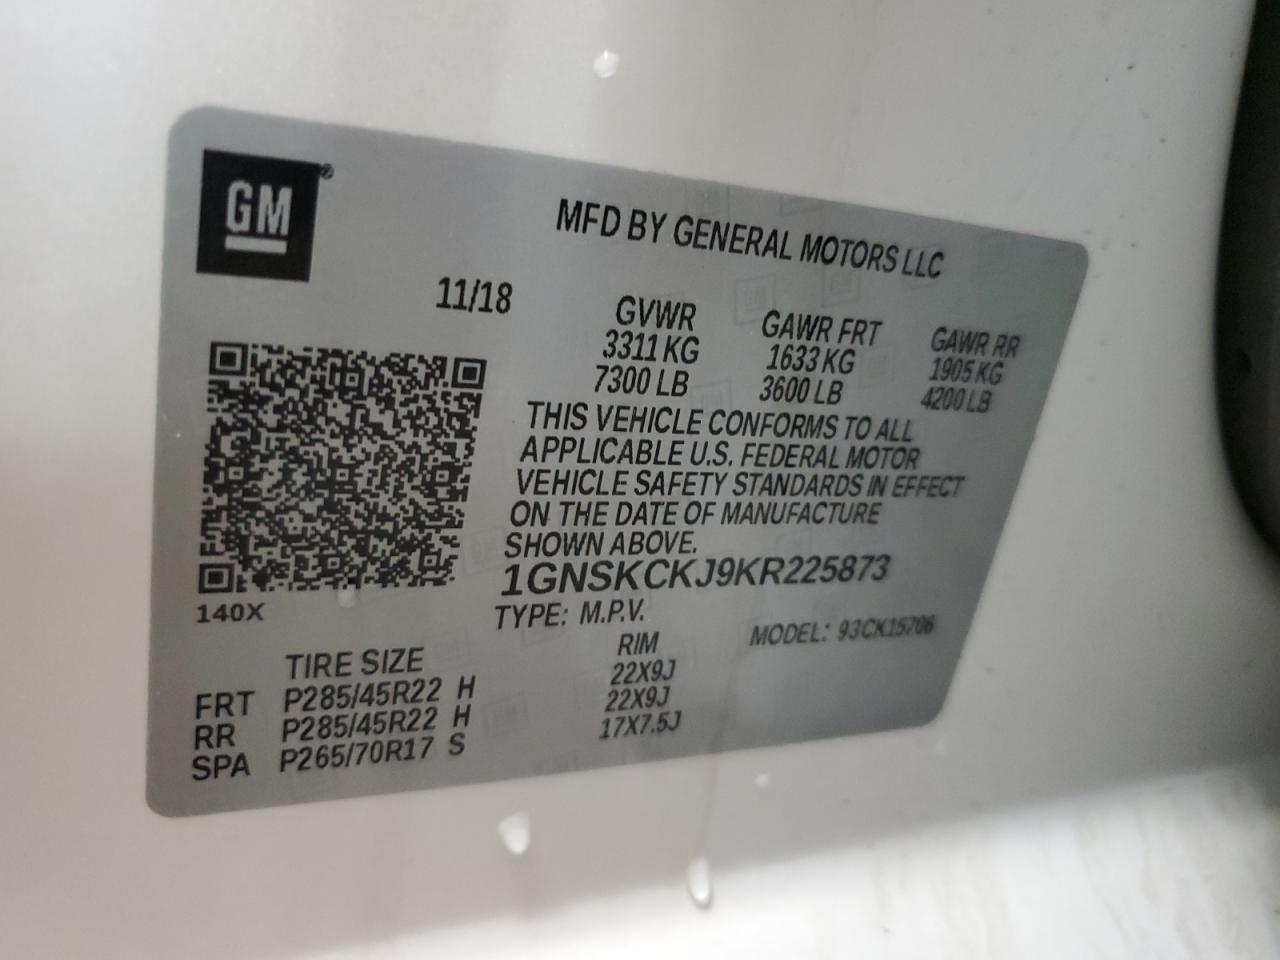 GM®
MFD BY GENERAL MOTORS LLC
11/18
GVWR GAWR FRT GAWR RR
3311 KG 1633 KG 1905 KG
7300 LB 3600 LB 4200 LB
THIS VEHICLE CONFORMS TO ALL
APPLICABLE U.S. FEDERAL MOTOR
VEHICLE SAFETY STANDARDS IN EFFECT
ON THE DATE OF MANUFACTURE
SHOWN ABOVE.
1GNSKCKJ9KR225873
140X
TYPE: M.P.V.
MODEL: 93CK15706
TIRE SIZE RIM
FRT P285/45R22 H 22X9J
RR P285/45R22 H 22X9J
SPA P265/70R17 S 17X7.5J